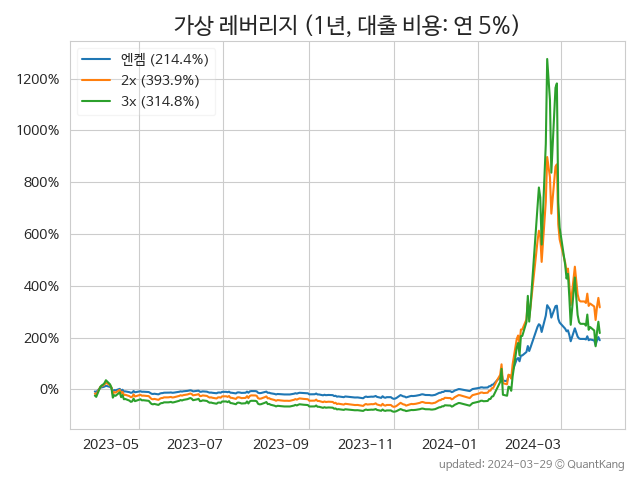 가상 레버리지 (1년, 대출 비용: 연 5%)
엔켐 (214.4%)
2x (393.9%)
3x (314.8%)
1200%
1000%
800%
600%
400%
200%
0%
2023-05 2023-07 2023-09 2023-11 2024-01 2024-03
updated: 2024-03-29 © QuantKang